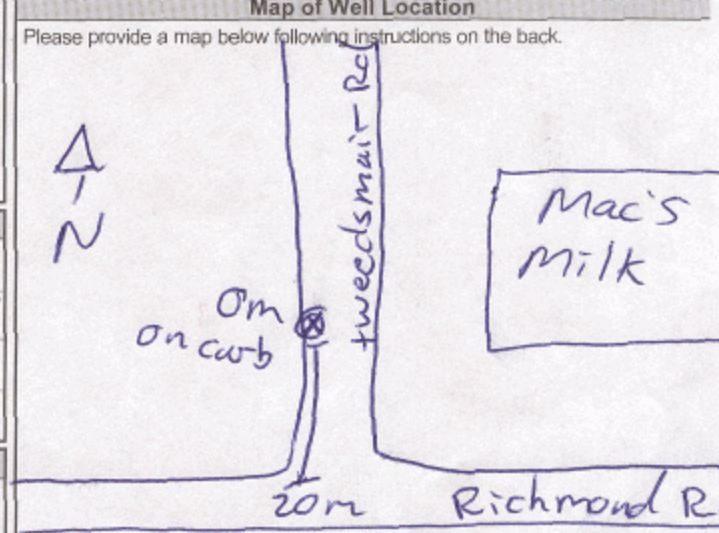 Map of Well Location
Please provide a map below following instructions on the back.
tweedsmair Rd
N
Mac's
Milk
0m
on curb
20m
Richmond R